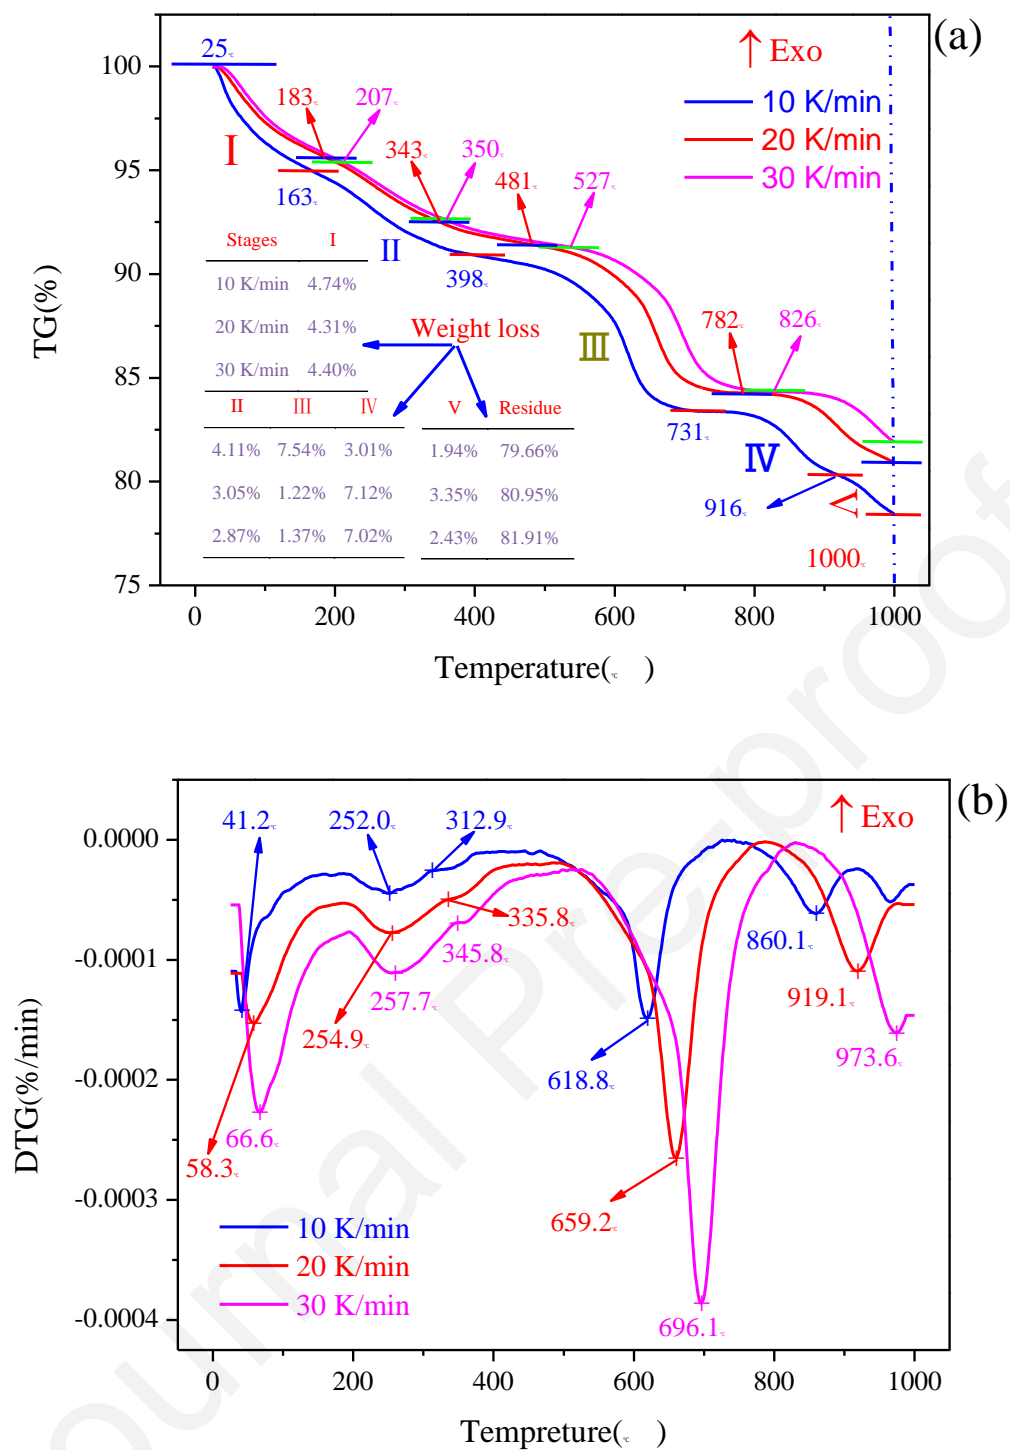 (a)
25℃
↑ Exo
100
183℃
207℃
10 K/min
20 K/min
30 K/min
95
I
343℃
350℃
481℃
527℃
163℃
Stages I
II
90
398℃
10 K/min 4.74%
20 K/min 4.31%
30 K/min 4.40%
Weight loss
III
782℃
826℃
85
II III IV
V Residue
731℃
4.11% 7.54% 3.01%
1.94% 79.66%
3.05% 1.22% 7.12%
3.35% 80.95%
2.87% 1.37% 7.02%
2.43% 81.91%
IV
80
916℃
V
1000℃
75
TG(%)
0 200 400 600 800 1000
Temperature(℃)
(b)
↑ Exo
41.2℃
252.0℃
312.9℃
0.0000
335.8℃
345.8℃
860.1℃
-0.0001
257.7℃
919.1℃
254.9℃
973.6℃
618.8℃
-0.0002
66.6℃
58.3℃
-0.0003
659.2℃
10 K/min
20 K/min
30 K/min
696.1℃
-0.0004
DTG(%/min)
0 200 400 600 800 1000
Tempreture(℃)
Journal Pre-proof